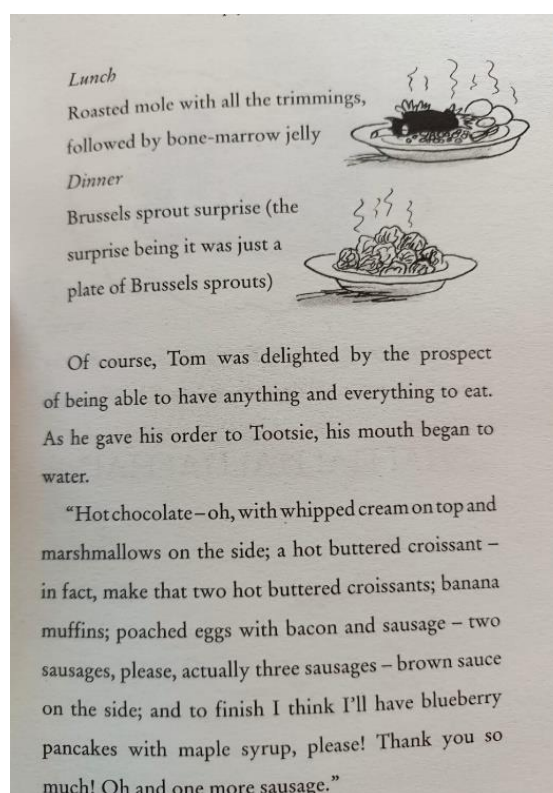 Lunch
Roasted mole with all the trimmings,
followed by bone-marrow jelly
Dinner
Brussels sprout surprise (the
surprise being it was just a
plate of Brussels sprouts)
Of course, Tom was delighted by the prospect
of being able to have anything and everything to eat.
As he gave his order to Tootsie, his mouth began to
water.
“Hot chocolate – oh, with whipped cream on top and
marshmallows on the side; a hot buttered croissant –
in fact, make that two hot buttered croissants; banana
muffins; poached eggs with bacon and sausage – two
sausages, please, actually three sausages – brown sauce
on the side; and to finish I think I’ll have blueberry
pancakes with maple syrup, please! Thank you so
much! Oh and one more sausage.”